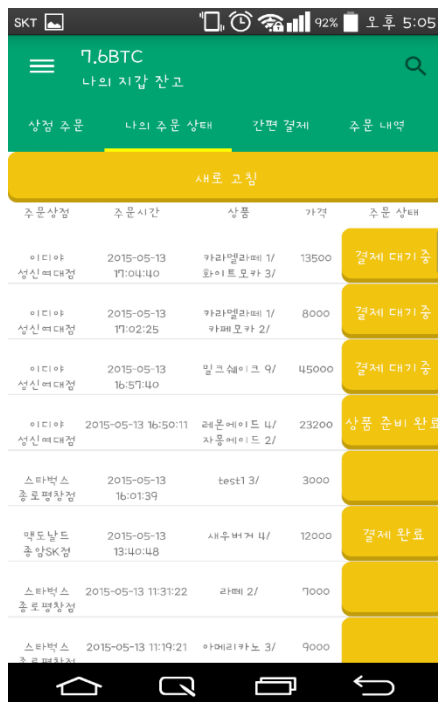 SKT 92% 오후 5:05
7.6BTC
나의 지갑 잔고
상점 주문 나의 주문 상태 간편 결제 주문 내역
새로 고침
주문상점 주문시간 상품 가격 주문 상태
이디야 2015-05-13 카라멜라떼 1/ 13500 결제 대기 중
성신여대점 17:04:40 화이트모카 3/
이디야 2015-05-13 카라멜라떼 1/ 8000 결제 대기 중
성신여대점 17:02:25 카페모카 2/
이디야 2015-05-13 밀크쉐이크 9/ 45000 결제 대기 중
성신여대점 16:57:40
이디야 2015-05-13 16:50:11 레몬에이드 4/ 23200 상품 준비 완료
성신여대점 자몽에이드 2/
스타벅스 2015-05-13 test1 3/ 3000
종로평창점 16:01:39
맥도날드 2015-05-13 새우버거 4/ 12000 결제 완료
종암SK점 13:40:48
스타벅스 2015-05-13 11:31:22 라떼 2/ 7000
종로평창점
스타벅스 2015-05-13 11:19:21 아메리카노 3/ 9000
종로평창점